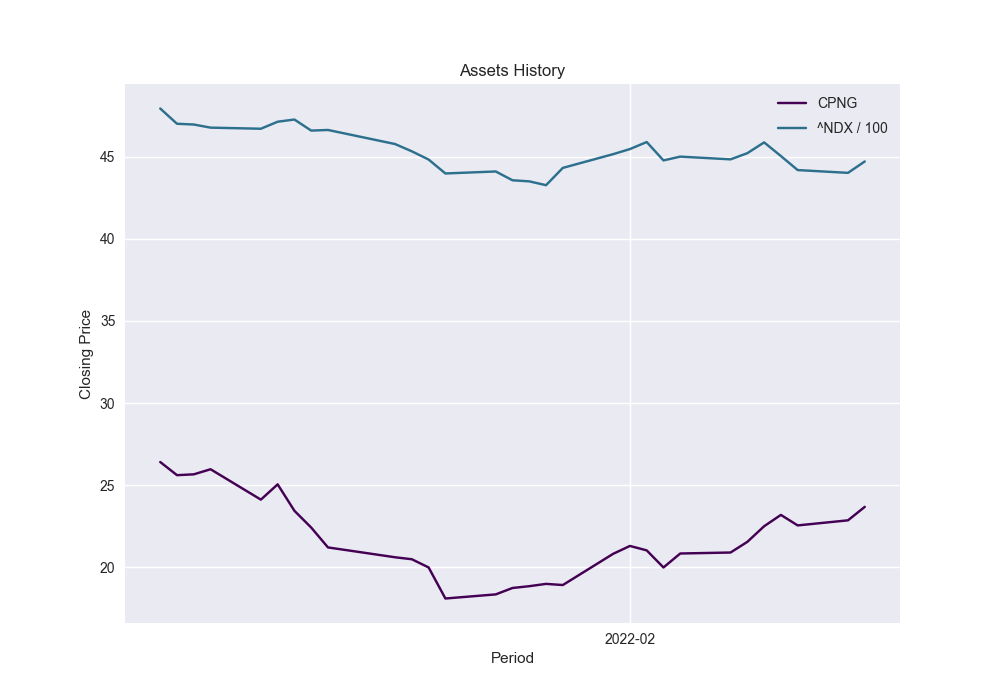 Assets History
CPNG
^NDX / 100
45
40
35
30
25
20
Closing Price
2022-02
Period